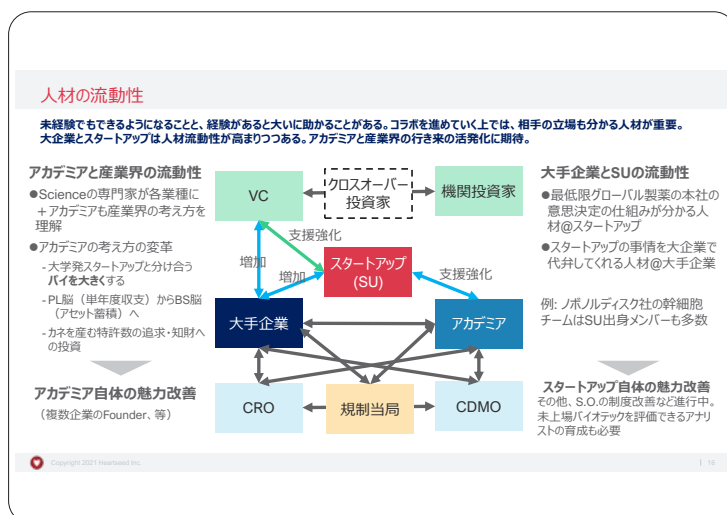 人材の流動性
未経験でもできるようになることと、経験があると大いに助かることがある。コラボを進めていく上では、相手の立場も分かる人材が重要。
大企業とスタートアップは人材流動性が高まりつつある。アカデミアと産業界の行き来の活発化に期待。
アカデミアと産業界の流動性
●Scienceの専門家が各業種に
＋アカデミアも産業界の考え方を
理解
●アカデミアの考え方の変革
- 大学発スタートアップと分け合う
パイを大きくする
- PL脳（単年度収支）からBS脳
（アセット蓄積）へ
- カネを産む特許数の追求・知財へ
の投資
アカデミア自体の魅力改善
（複数企業のFounder、等）
VC
クロスオーバー
投資家
機関投資家
支援強化
増加
増加
スタートアップ
(SU)
支援強化
大手企業
アカデミア
CRO
規制当局
CDMO
大手企業とSUの流動性
●最低限グローバル製薬の本社の
意思決定の仕組みが分かる人
材@スタートアップ
●スタートアップの事情を大企業で
代弁してくれる人材@大手企業
例: ノボノルディスク社の幹細胞
チームはSU出身メンバーも多数
スタートアップ自体の魅力改善
その他、S.O.の制度改善など進行中。
未上場バイオテックを評価できるアナリ
ストの育成も必要
Copyright 2021 Heartseed Inc.
16